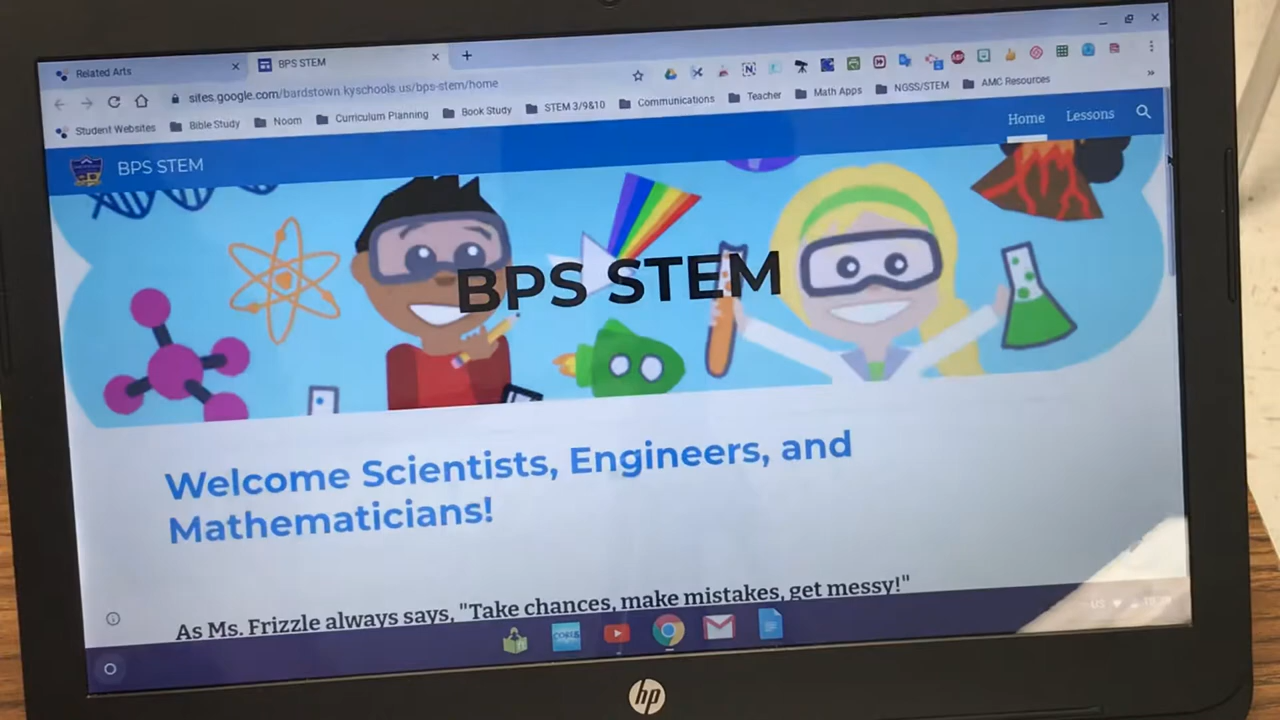 Related Arts
BPS STEM
sites.google.com/bardstown.kyschools.us/bps-stem/home
Student Websites
Bible Study
Noom
Curriculum Planning
Book Study
STEM 3/9&10
Communications
Teacher
Math Apps
NGSS/STEM
AMC Resources
BPS STEM
Home
Lessons
BPS STEM
Welcome Scientists, Engineers, and
Mathematicians!
As Ms. Frizzle always says, "Take chances, make mistakes, get messy!"
US
hp